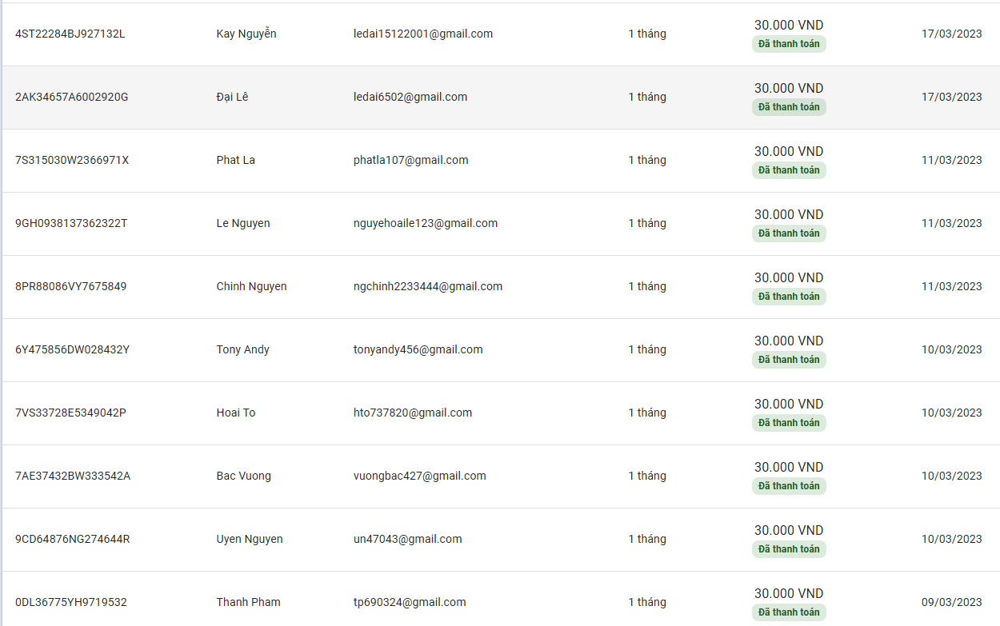 4ST22284BJ927132L Kay Nguyễn ledai15122001@gmail.com 1 tháng 30.000 VND 17/03/2023
Đã thanh toán
2AK34657A6002920G Đại Lê ledai6502@gmail.com 1 tháng 30.000 VND 17/03/2023
Đã thanh toán
7S315030W2366971X Phat La phatla107@gmail.com 1 tháng 30.000 VND 11/03/2023
Đã thanh toán
9GH0938137362322T Le Nguyen nguyehoaile123@gmail.com 1 tháng 30.000 VND 11/03/2023
Đã thanh toán
8PR88086VY7675849 Chinh Nguyen ngchinh2233444@gmail.com 1 tháng 30.000 VND 11/03/2023
Đã thanh toán
6Y475856DW028432Y Tony Andy tonyandy456@gmail.com 1 tháng 30.000 VND 10/03/2023
Đã thanh toán
7VS33728E5349042P Hoai To hto737820@gmail.com 1 tháng 30.000 VND 10/03/2023
Đã thanh toán
7AE37432BW333542A Bac Vuong vuongbac427@gmail.com 1 tháng 30.000 VND 10/03/2023
Đã thanh toán
9CD64876NG274644R Uyen Nguyen un47043@gmail.com 1 tháng 30.000 VND 10/03/2023
Đã thanh toán
0DL36775YH9719532 Thanh Pham tp690324@gmail.com 1 tháng 30.000 VND 09/03/2023
Đã thanh toán